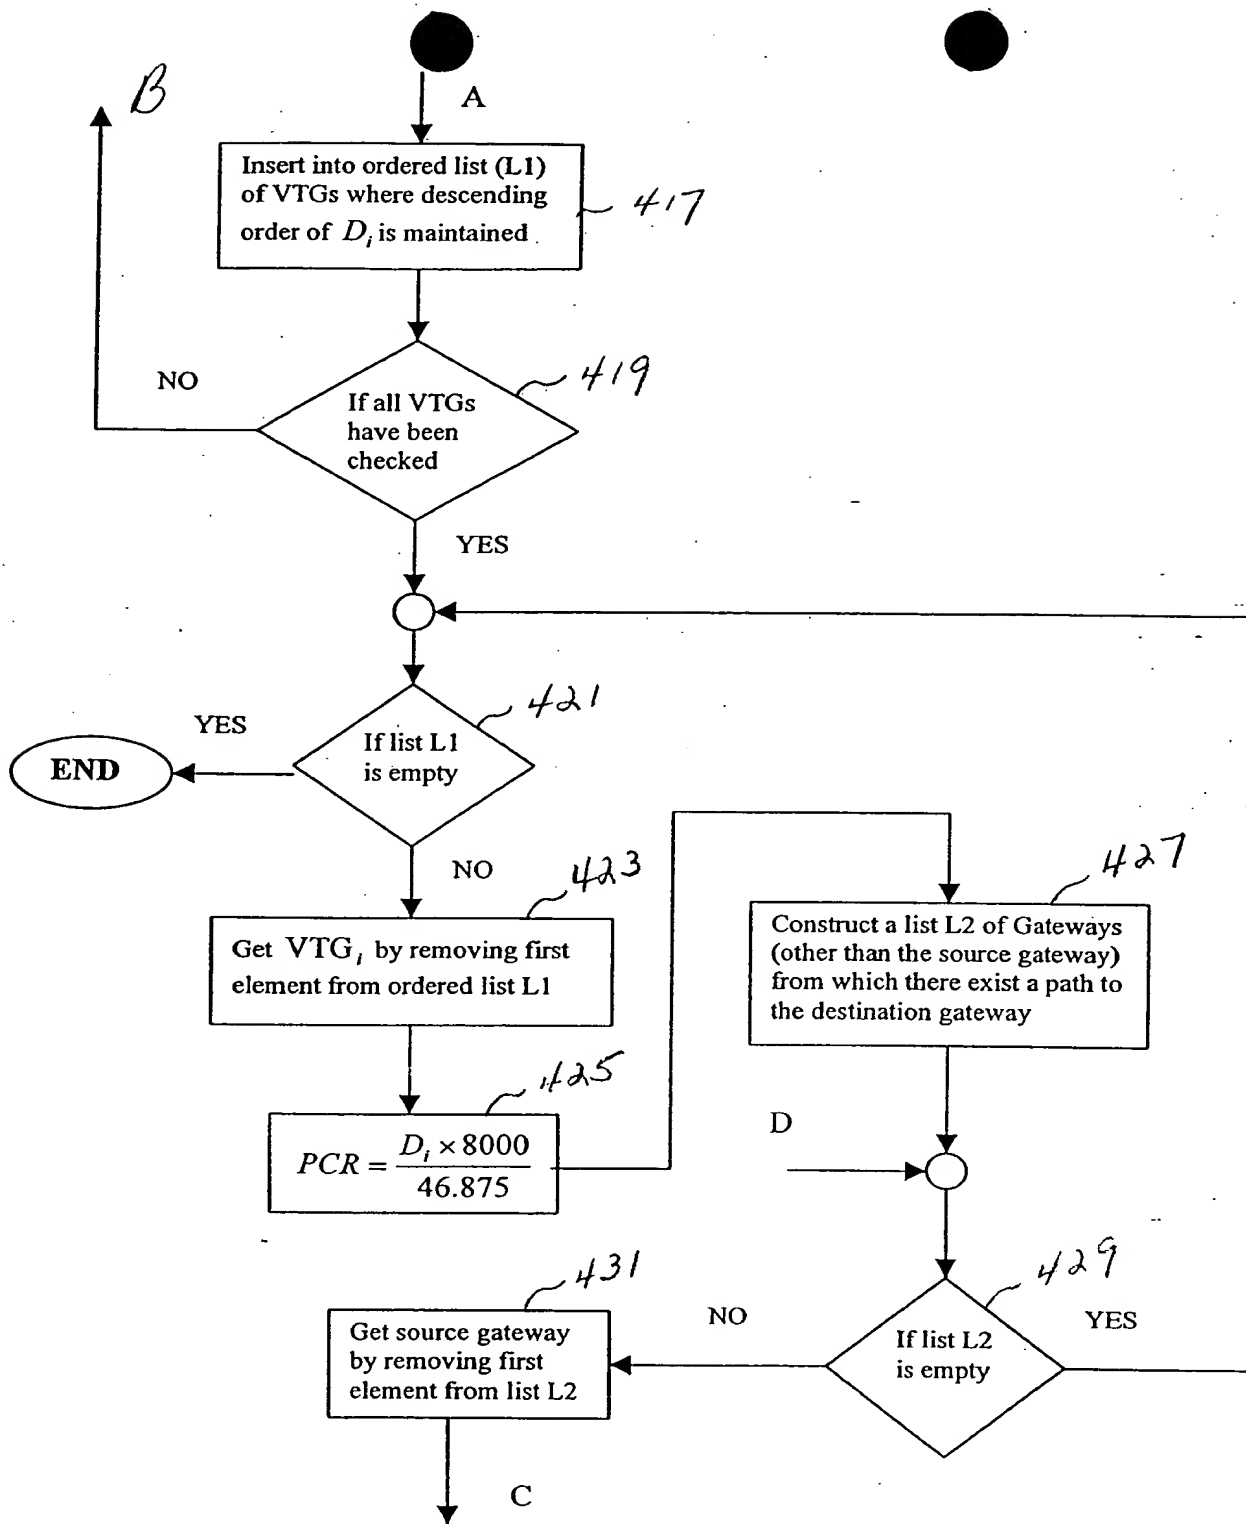 B
A
Insert into ordered list (L1)
of VTGs where descending
order of D_i is maintained
417
NO
419
If all VTGs
have been
checked
YES
421
YES
If list L1
is empty
END
NO
423
427
Get VTG_i by removing first
element from ordered list L1
Construct a list L2 of Gateways
(other than the source gateway)
from which there exist a path to
the destination gateway
425
PCR = D_i × 8000 / 46.875
D
431
429
NO
YES
Get source gateway
by removing first
element from list L2
If list L2
is empty
C